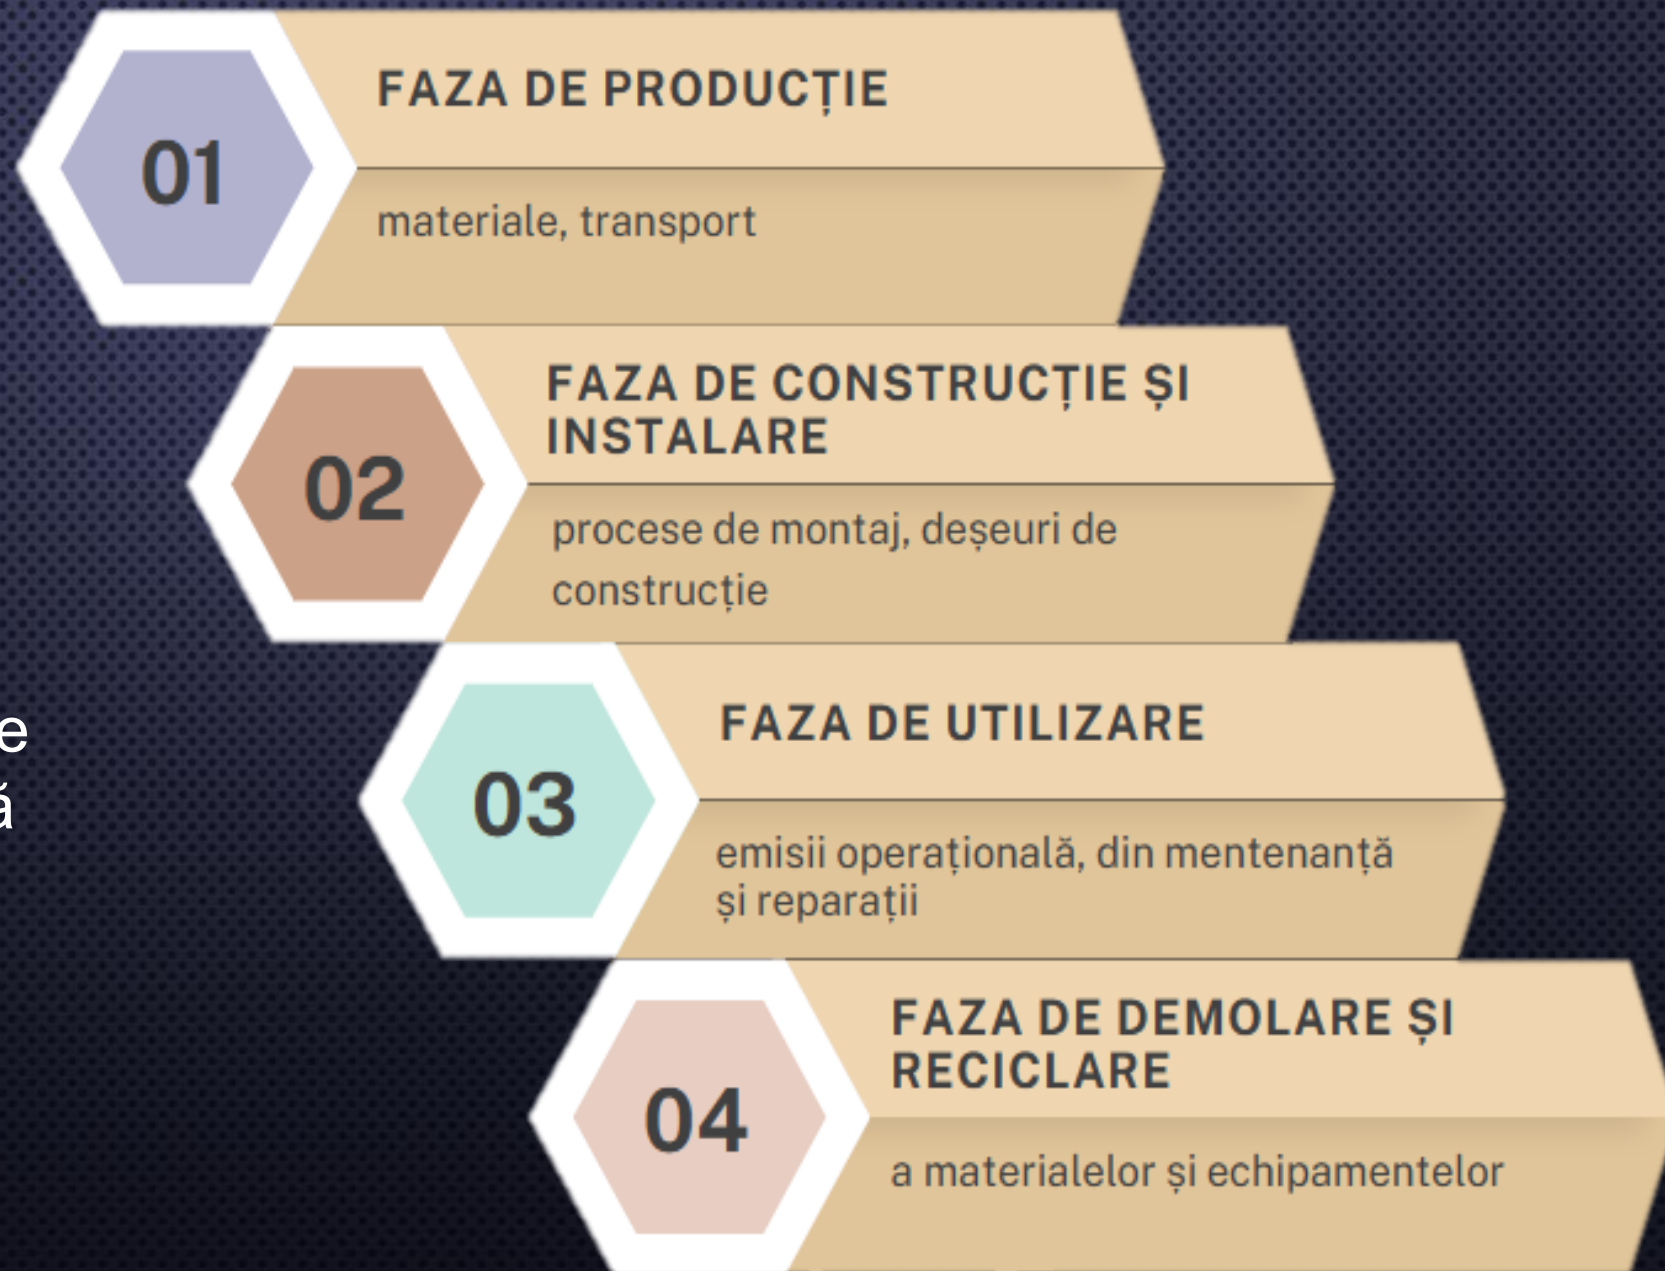 01
FAZA DE PRODUCȚIE
materiale, transport
02
FAZA DE CONSTRUCȚIE ȘI
INSTALARE
procese de montaj, deșeuri de
construcție
03
FAZA DE UTILIZARE
emisii operațională, din mentenanță
și reparații
04
FAZA DE DEMOLARE ȘI
RECICLARE
a materialelor și echipamentelor